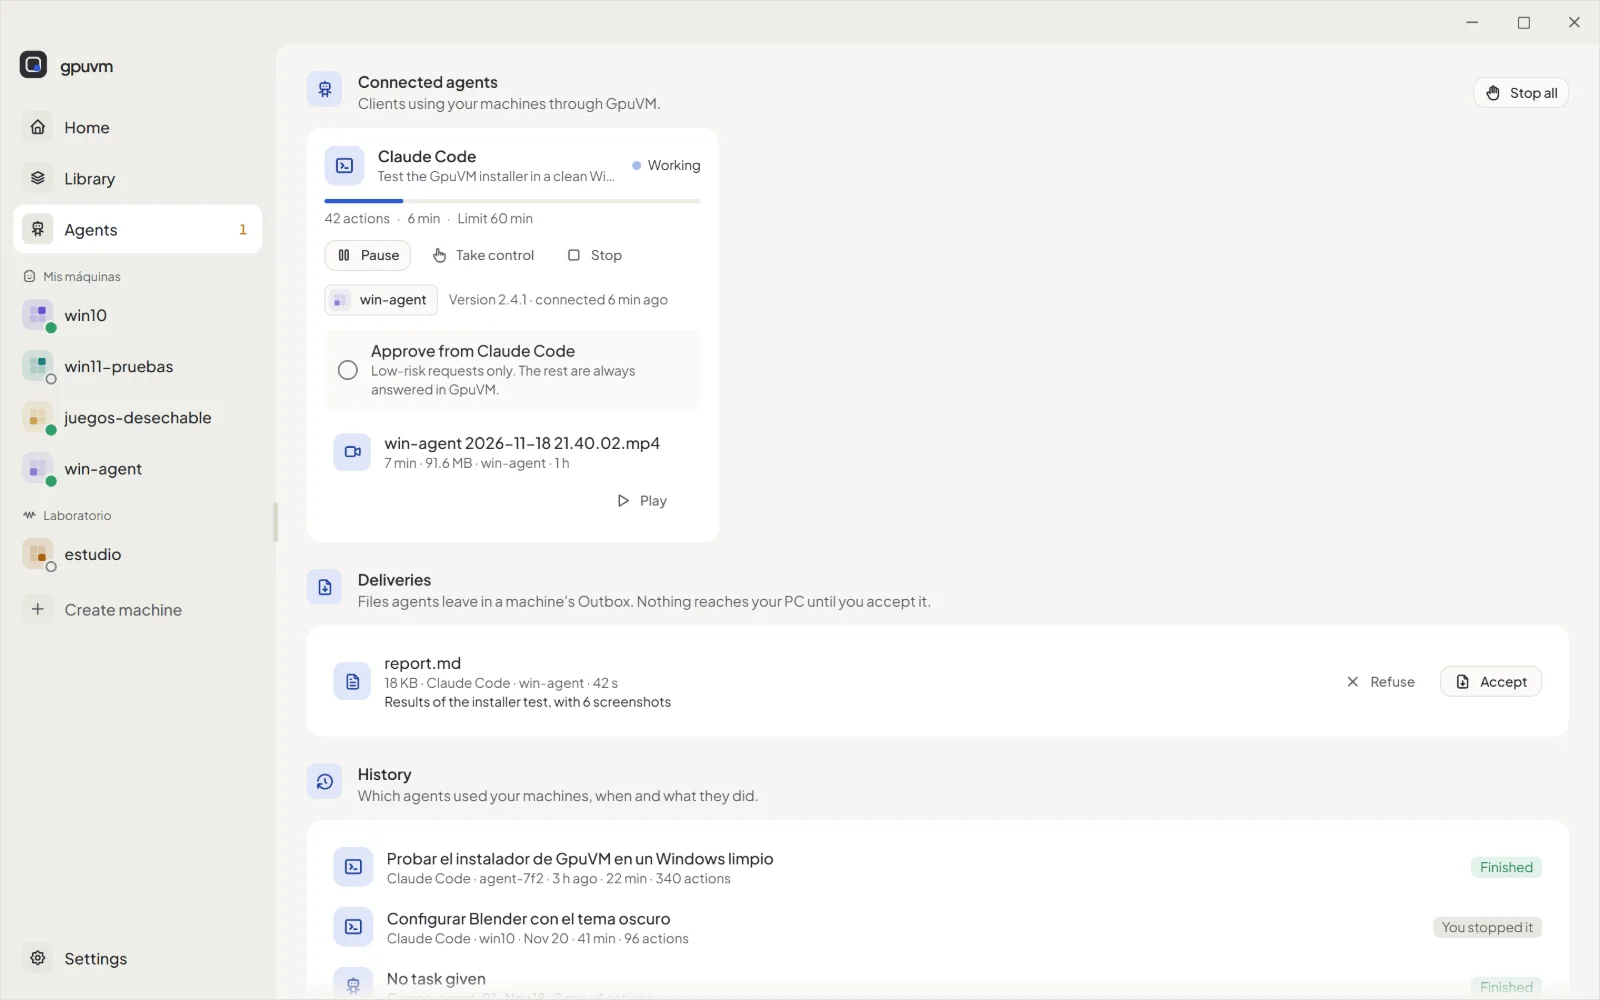 gpuvm
Home
Library
Agents 1
Mis máquinas
win10
win11-pruebas
juegos-desechable
win-agent
Laboratorio
estudio
Create machine
Settings
Connected agents
Clients using your machines through GpuVM.
Stop all
Claude Code
Test the GpuVM installer in a clean Wi...
Working
42 actions · 6 min · Limit 60 min
Pause Take control Stop
win-agent Version 2.4.1 · connected 6 min ago
Approve from Claude Code
Low-risk requests only. The rest are always
answered in GpuVM.
win-agent 2026-11-18 21.40.02.mp4
7 min · 91.6 MB · win-agent · 1 h
Play
Deliveries
Files agents leave in a machine's Outbox. Nothing reaches your PC until you accept it.
report.md
18 KB · Claude Code · win-agent · 42 s
Results of the installer test, with 6 screenshots
Refuse Accept
History
Which agents used your machines, when and what they did.
Probar el instalador de GpuVM en un Windows limpio
Claude Code · agent-7f2 · 3 h ago · 22 min · 340 actions
Finished
Configurar Blender con el tema oscuro
Claude Code · win10 · Nov 20 · 41 min · 96 actions
You stopped it
No task given
Finished